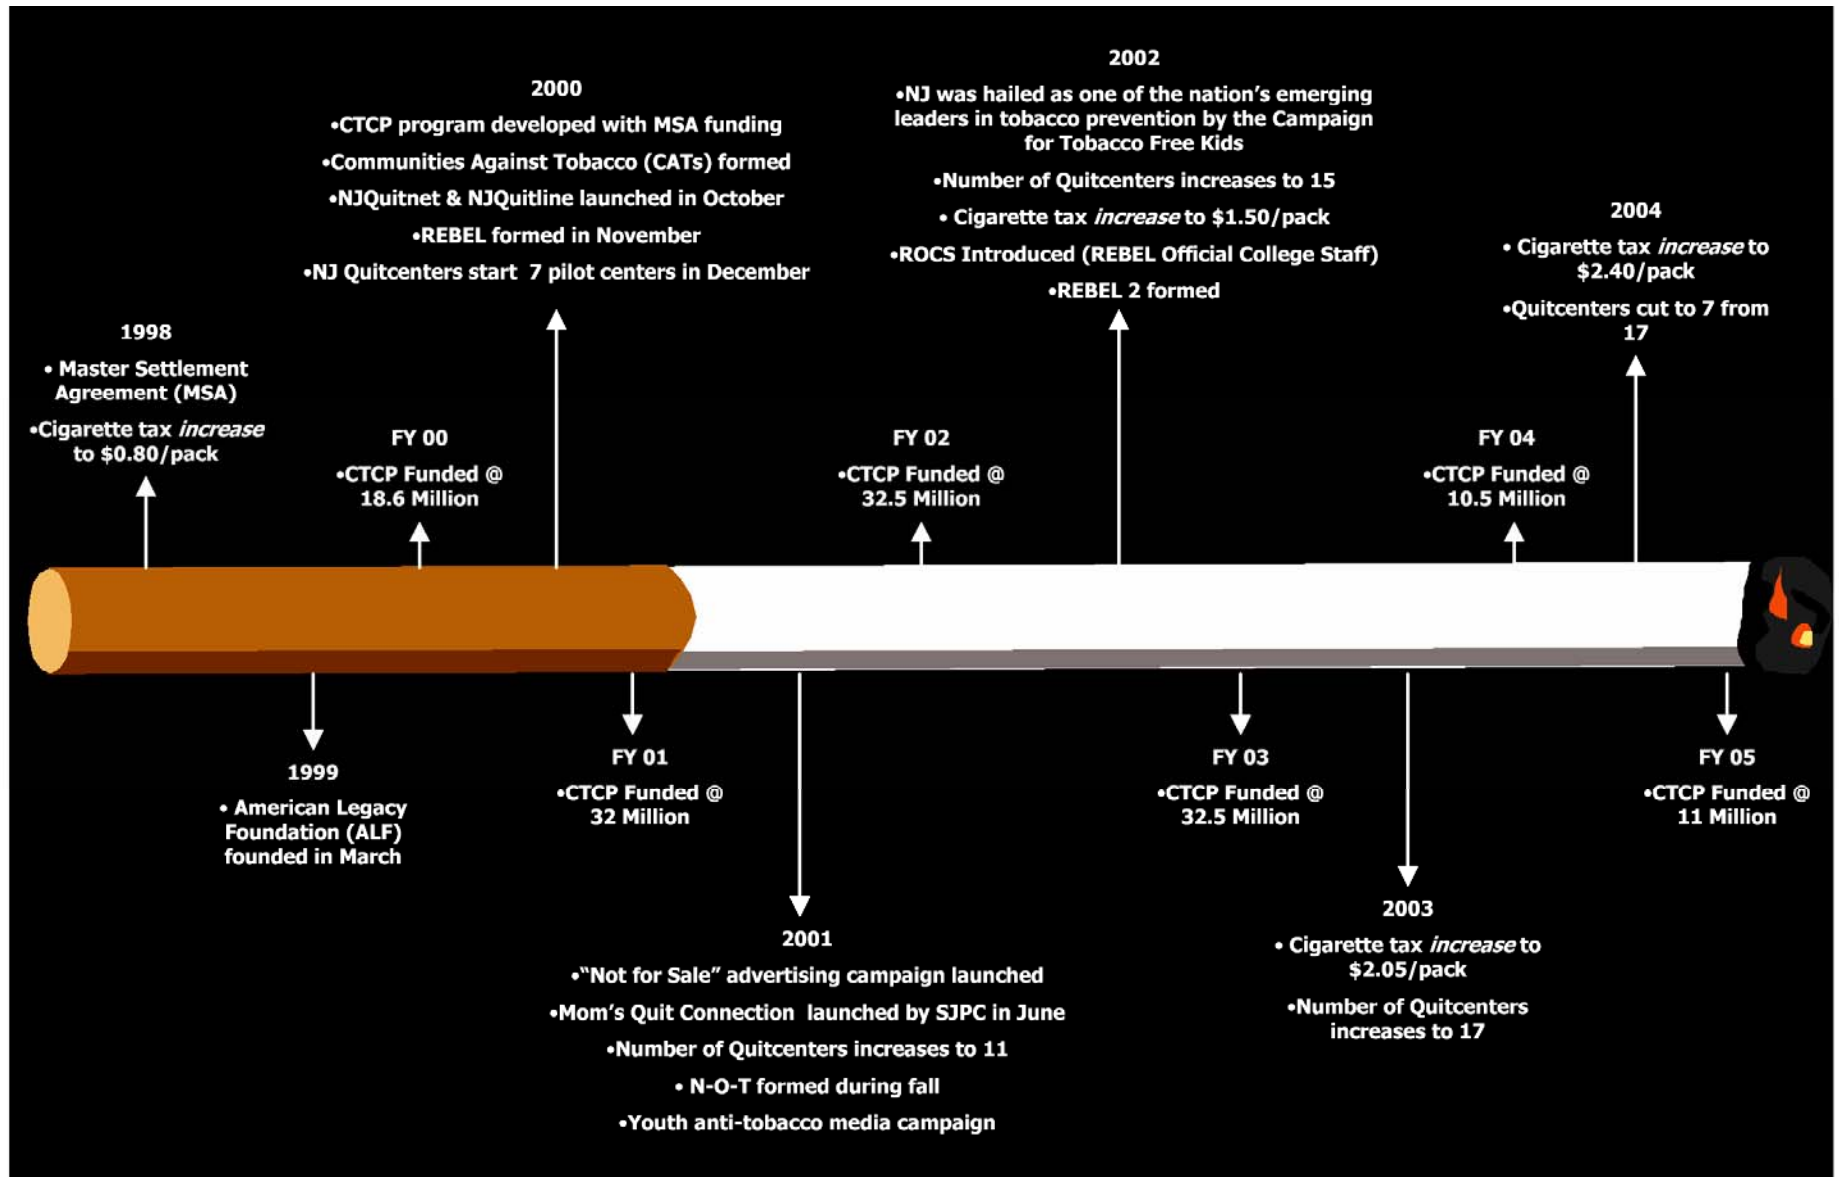 1998
• Master Settlement
Agreement (MSA)
•Cigarette tax increase
to $0.80/pack
1999
• American Legacy
Foundation (ALF)
founded in March
FY 00
•CTCP Funded @
18.6 Million
2000
•CTCP program developed with MSA funding
•Communities Against Tobacco (CATs) formed
•NJQuitnet & NJQuitline launched in October
•REBEL formed in November
•NJ Quitcenters start 7 pilot centers in December
FY 01
•CTCP Funded @
32 Million
2001
•“Not for Sale” advertising campaign launched
•Mom’s Quit Connection launched by SJPC in June
•Number of Quitcenters increases to 11
• N-O-T formed during fall
•Youth anti-tobacco media campaign
FY 02
•CTCP Funded @
32.5 Million
2002
•NJ was hailed as one of the nation’s emerging
leaders in tobacco prevention by the Campaign
for Tobacco Free Kids
•Number of Quitcenters increases to 15
• Cigarette tax increase to $1.50/pack
•ROCS Introduced (REBEL Official College Staff)
•REBEL 2 formed
FY 03
•CTCP Funded @
32.5 Million
2003
• Cigarette tax increase to
$2.05/pack
•Number of Quitcenters
increases to 17
FY 04
•CTCP Funded @
10.5 Million
2004
• Cigarette tax increase to
$2.40/pack
•Quitcenters cut to 7 from
17
FY 05
•CTCP Funded @
11 Million